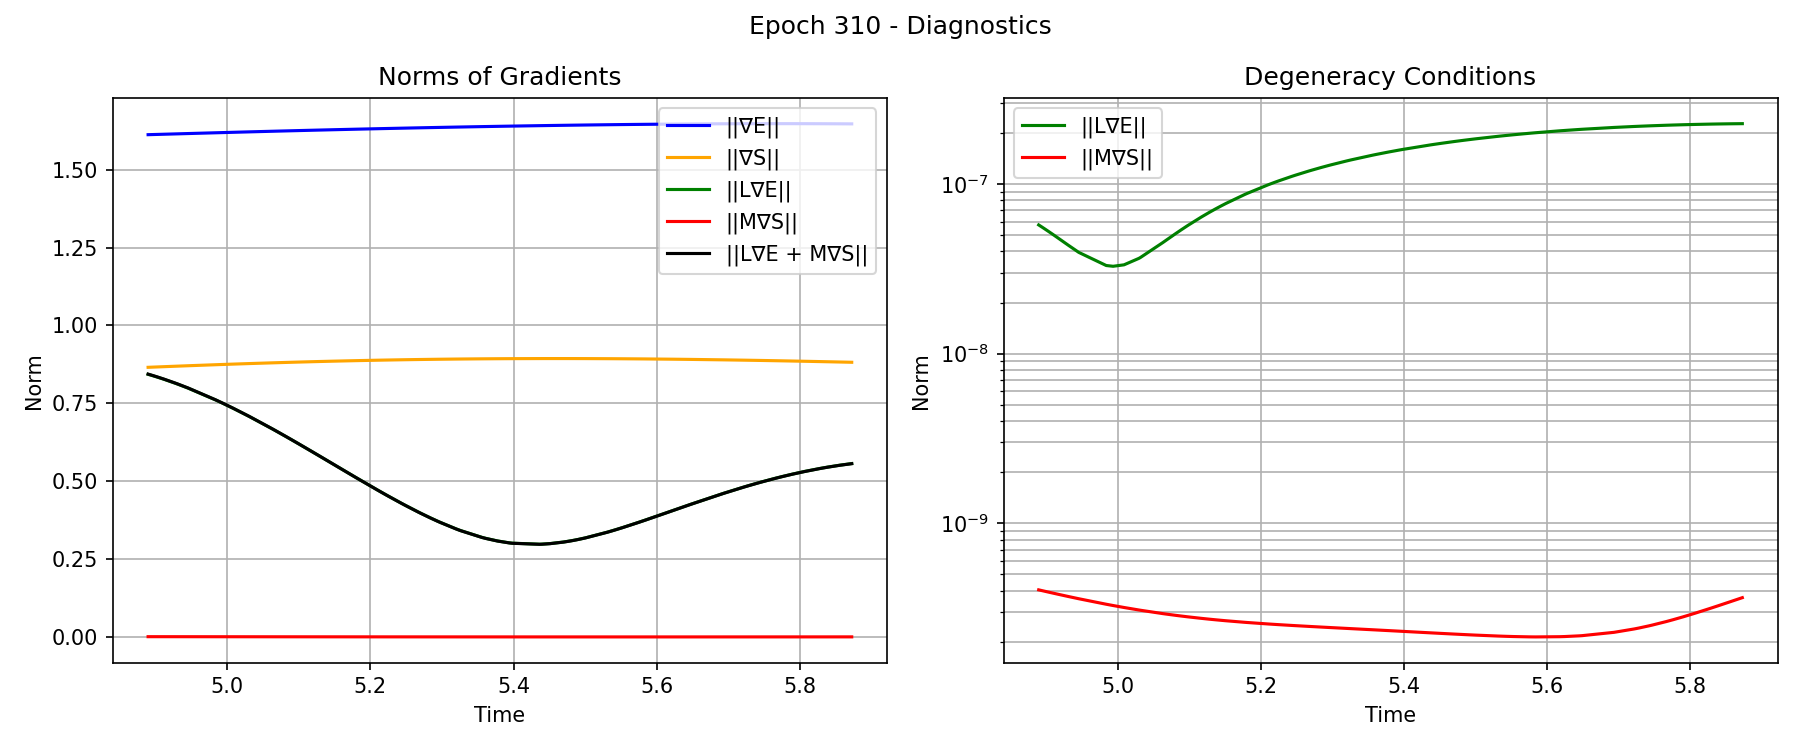 Epoch 310 - Diagnostics
Norms of Gradients
Norm
1.50
1.25
1.00
0.75
0.50
0.25
0.00
||∇E||
||∇S||
||L∇E||
||M∇S||
||L∇E + M∇S||
5.0 5.2 5.4 5.6 5.8
Time
Degeneracy Conditions
Norm
10⁻⁷
10⁻⁸
10⁻⁹
||L∇E||
||M∇S||
5.0 5.2 5.4 5.6 5.8
Time